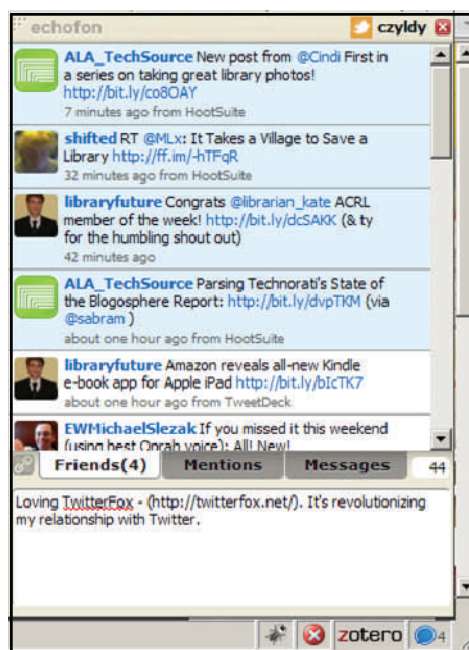 echofon
czyldy
ALA_TechSource New post from @Cindi First in
a series on taking great library photos!
http://bit.ly/co8OAY
7 minutes ago from HootSuite
shifted RT @MLx: It Takes a Village to Save a
Library http://ff.im/-hTFqR
32 minutes ago from HootSuite
libraryfuture Congrats @librarian_kate ACRL
member of the week! http://bit.ly/dcSAKK (& ty
for the humbling shout out)
42 minutes ago
ALA_TechSource Parsing Technorati's State of
the Blogosphere Report: http://bit.ly/dvpTKM (via
@sabram )
about one hour ago from HootSuite
libraryfuture Amazon reveals all-new Kindle
e-book app for Apple iPad http://bit.ly/bIcTK7
about one hour ago from TweetDeck
EWMichaelSlezak If you missed it this weekend
(using best Oprah voice): All! New!
Friends(4) Mentions Messages 44
Loving TwitterFox - (http://twitterfox.net/). It's revolutionizing
my relationship with Twitter.
zotero 4